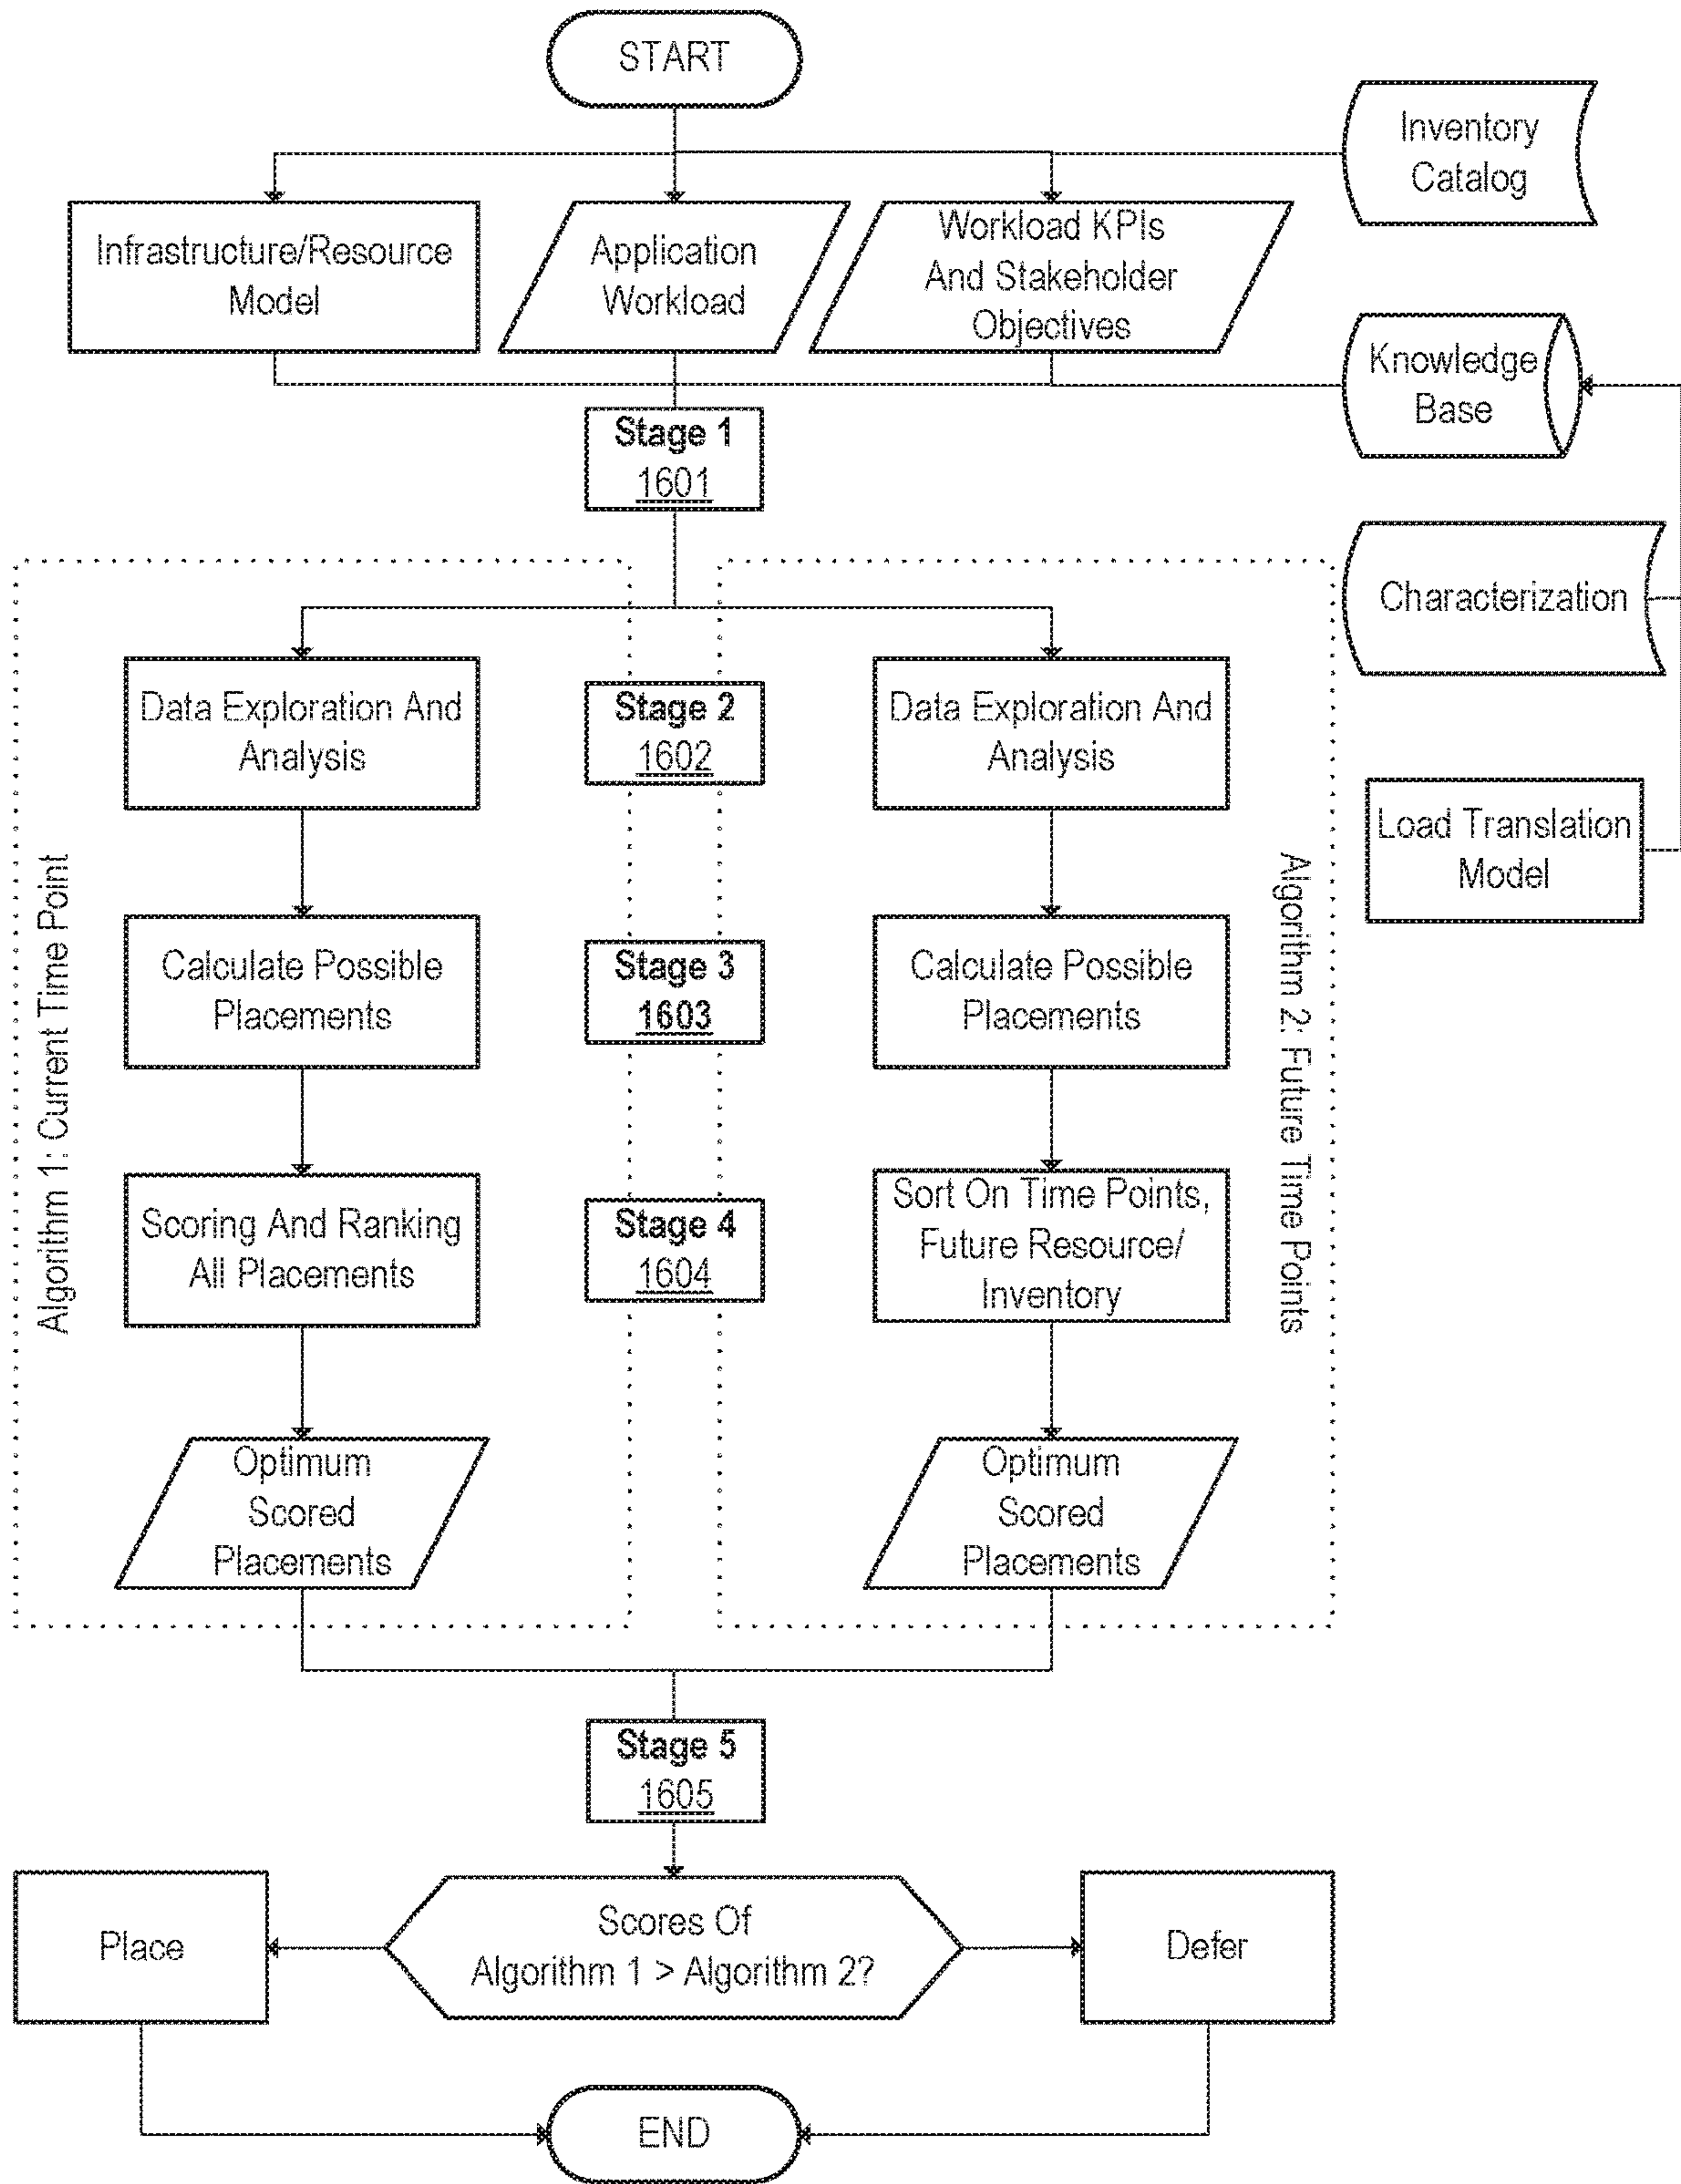 START
Inventory
Catalog
Infrastructure/Resource
Model
Application
Workload
Workload KPIs
And Stakeholder
Objectives
Knowledge
Base
Stage 1
1601
Characterization
Load Translation
Model
Algorithm 1: Current Time Point
Data Exploration And
Analysis
Stage 2
1602
Data Exploration And
Analysis
Algorithm 2: Future Time Points
Calculate Possible
Placements
Stage 3
1603
Calculate Possible
Placements
Scoring And Ranking
All Placements
Stage 4
1604
Sort On Time Points,
Future Resource/
Inventory
Optimum
Scored
Placements
Optimum
Scored
Placements
Stage 5
1605
Place
Scores Of
Algorithm 1 > Algorithm 2?
Defer
END